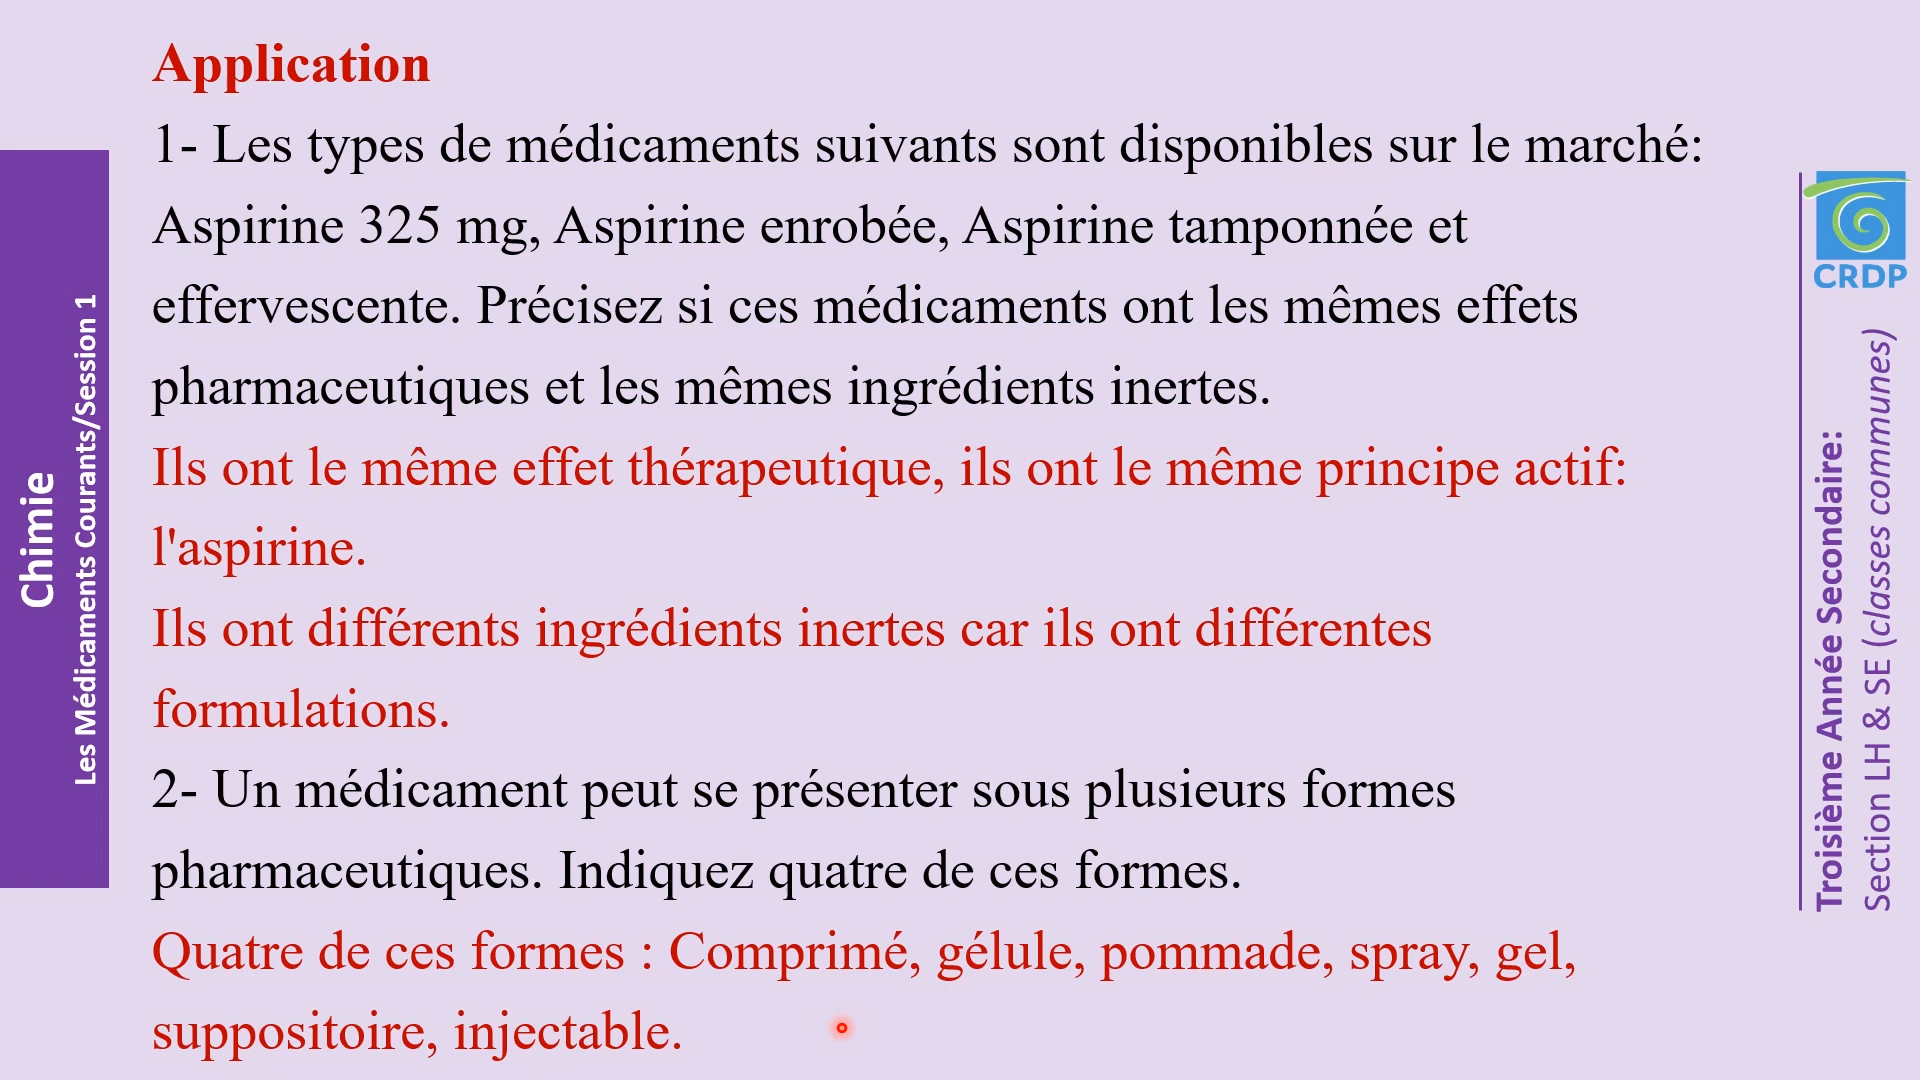 Application
1- Les types de médicaments suivants sont disponibles sur le marché:
Aspirine 325 mg, Aspirine enrobée, Aspirine tamponnée et
effervescente. Précisez si ces médicaments ont les mêmes effets
pharmaceutiques et les mêmes ingrédients inertes.
Ils ont le même effet thérapeutique, ils ont le même principe actif:
l'aspirine.
Ils ont différents ingrédients inertes car ils ont différentes
formulations.
2- Un médicament peut se présenter sous plusieurs formes
pharmaceutiques. Indiquez quatre de ces formes.
Quatre de ces formes : Comprimé, gélule, pommade, spray, gel,
suppositoire, injectable.
Chimie
Les Médicaments Courants/Session 1
CRDP
Troisième Année Secondaire:
Section LH & SE (classes communes)